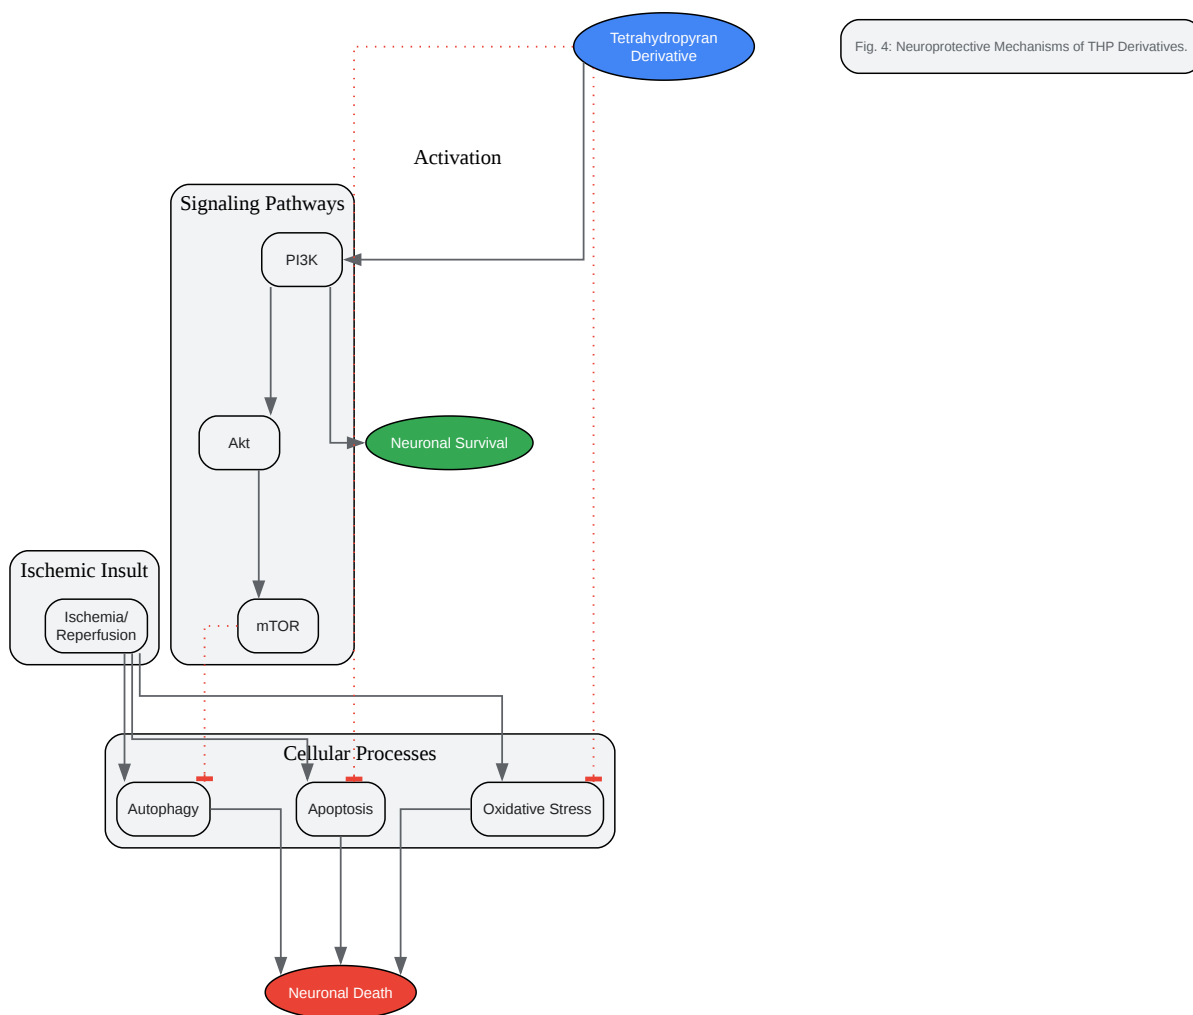 Tetrahydropyran
Derivative
Fig. 4: Neuroprotective Mechanisms of THP Derivatives.
Activation
Signaling Pathways
PI3K
Akt
Neuronal Survival
Ischemic Insult
Ischemia/
Reperfusion
mTOR
Cellular Processes
Autophagy
Apoptosis
Oxidative Stress
Neuronal Death